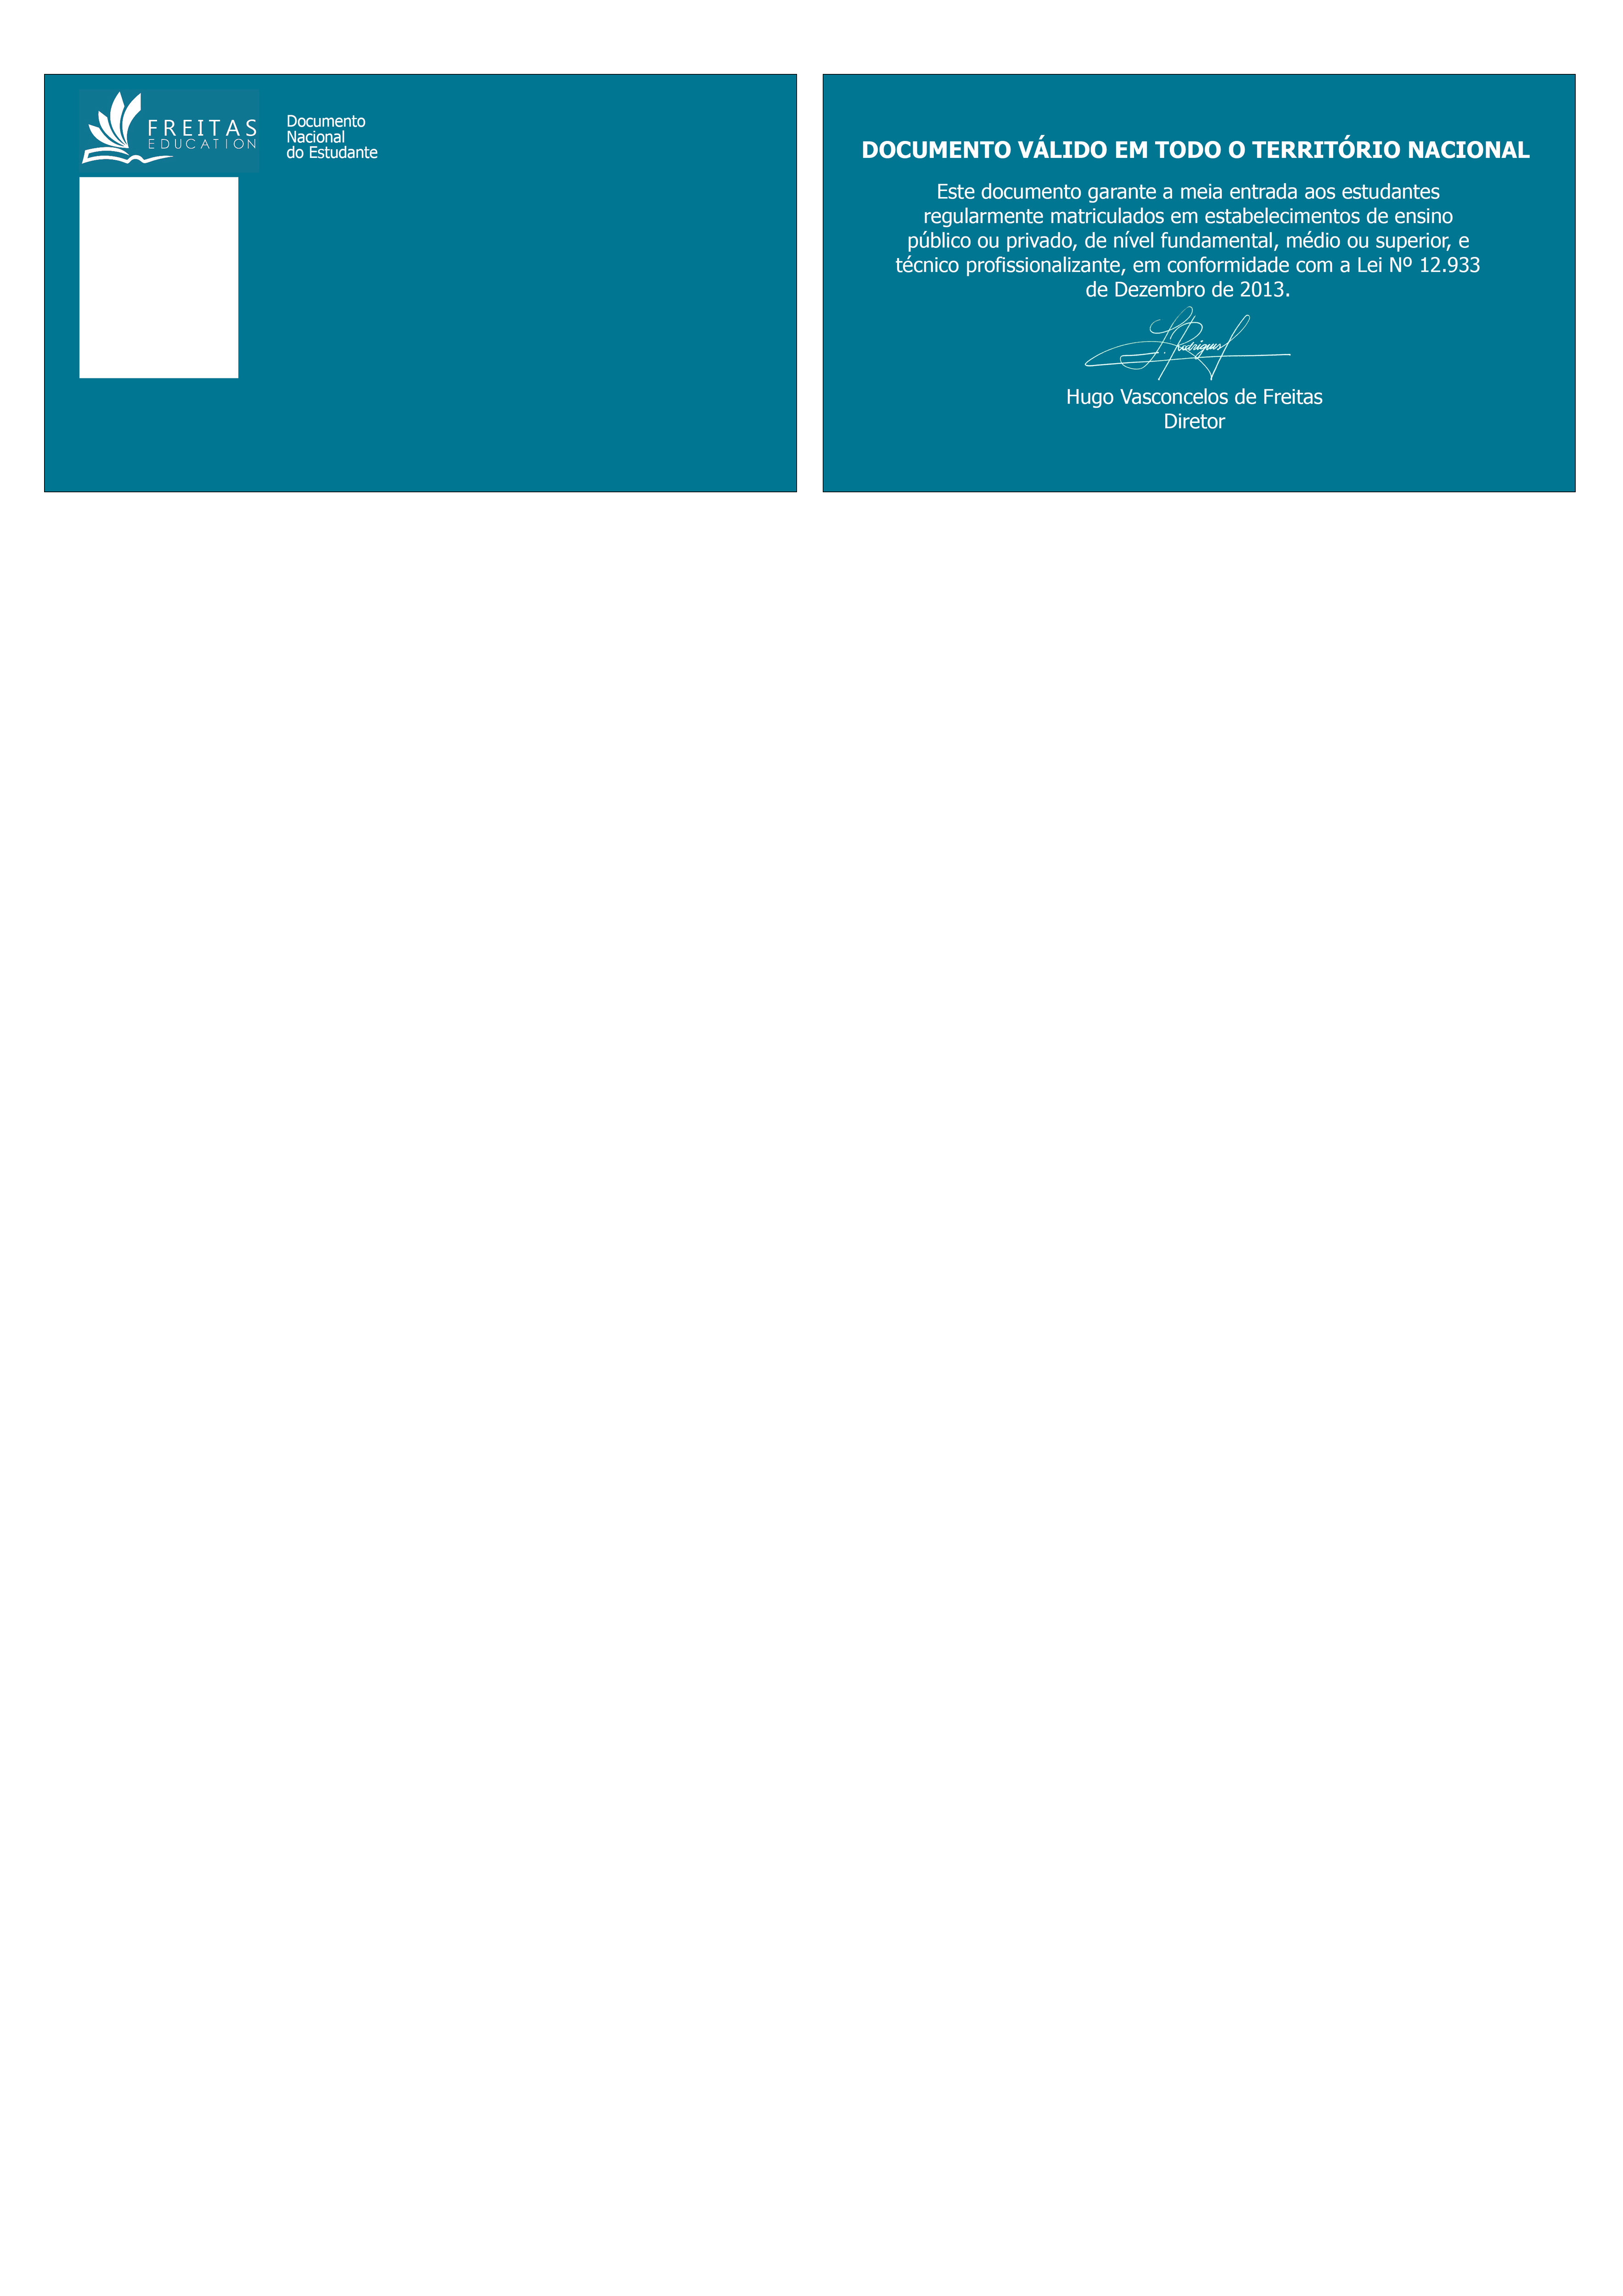 FREITAS
EDUCATION
Documento
Nacional
do Estudante
DOCUMENTO VÁLIDO EM TODO O TERRITÓRIO NACIONAL
Este documento garante a meia entrada aos estudantes
regularmente matriculados em estabelecimentos de ensino
público ou privado, de nível fundamental, médio ou superior, e
técnico profissionalizante, em conformidade com a Lei Nº 12.933
de Dezembro de 2013.
Rodrigues
Hugo Vasconcelos de Freitas
Diretor